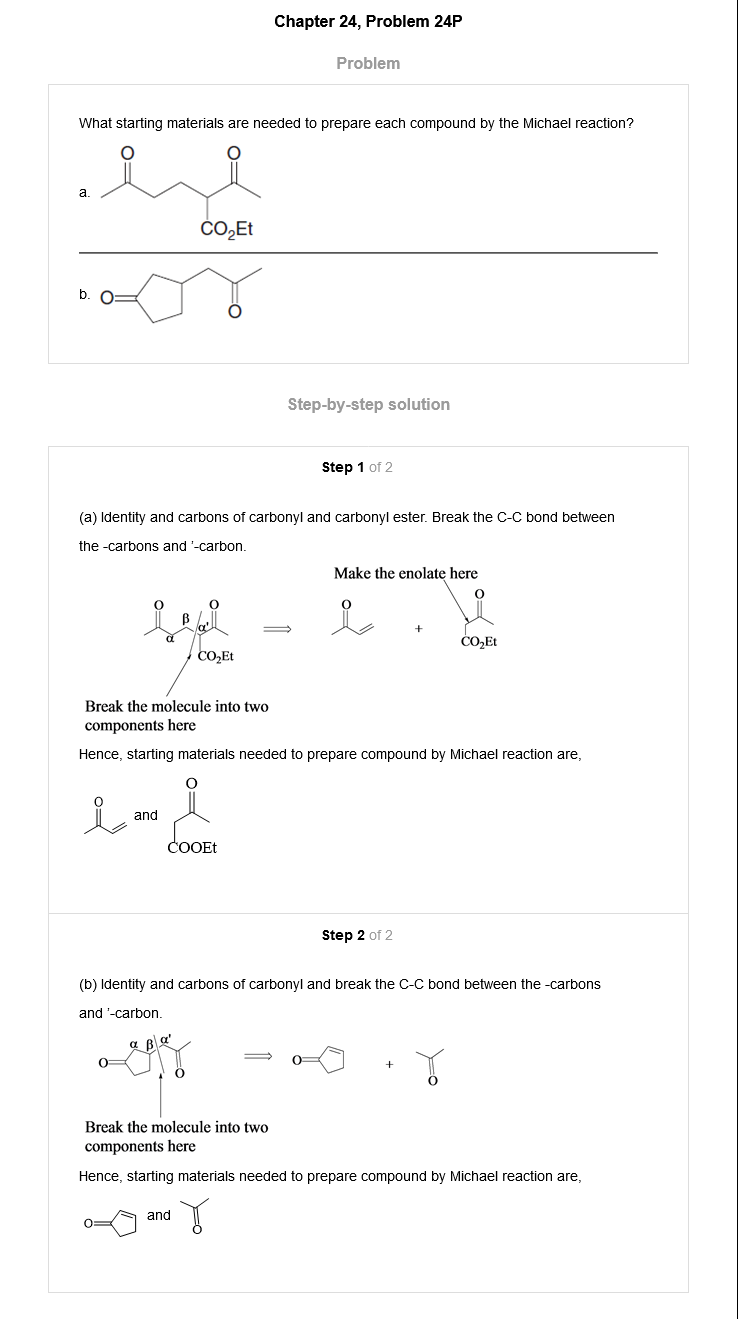 Chapter 24, Problem 24P
Problem
What starting materials are needed to prepare each compound by the Michael reaction?
O O
a.
CO₂Et
b. O
O
Step-by-step solution
Step 1 of 2
(a) Identity and carbons of carbonyl and carbonyl ester. Break the C-C bond between
the -carbons and '-carbon.
Make the enolate here
O O O O
β α'
α +
CO₂Et CO₂Et
Break the molecule into two
components here
Hence, starting materials needed to prepare compound by Michael reaction are,
O O
and
COOEt
Step 2 of 2
(b) Identity and carbons of carbonyl and break the C-C bond between the -carbons
and '-carbon.
α β α'
O O +
O O
Break the molecule into two
components here
Hence, starting materials needed to prepare compound by Michael reaction are,
O and
O